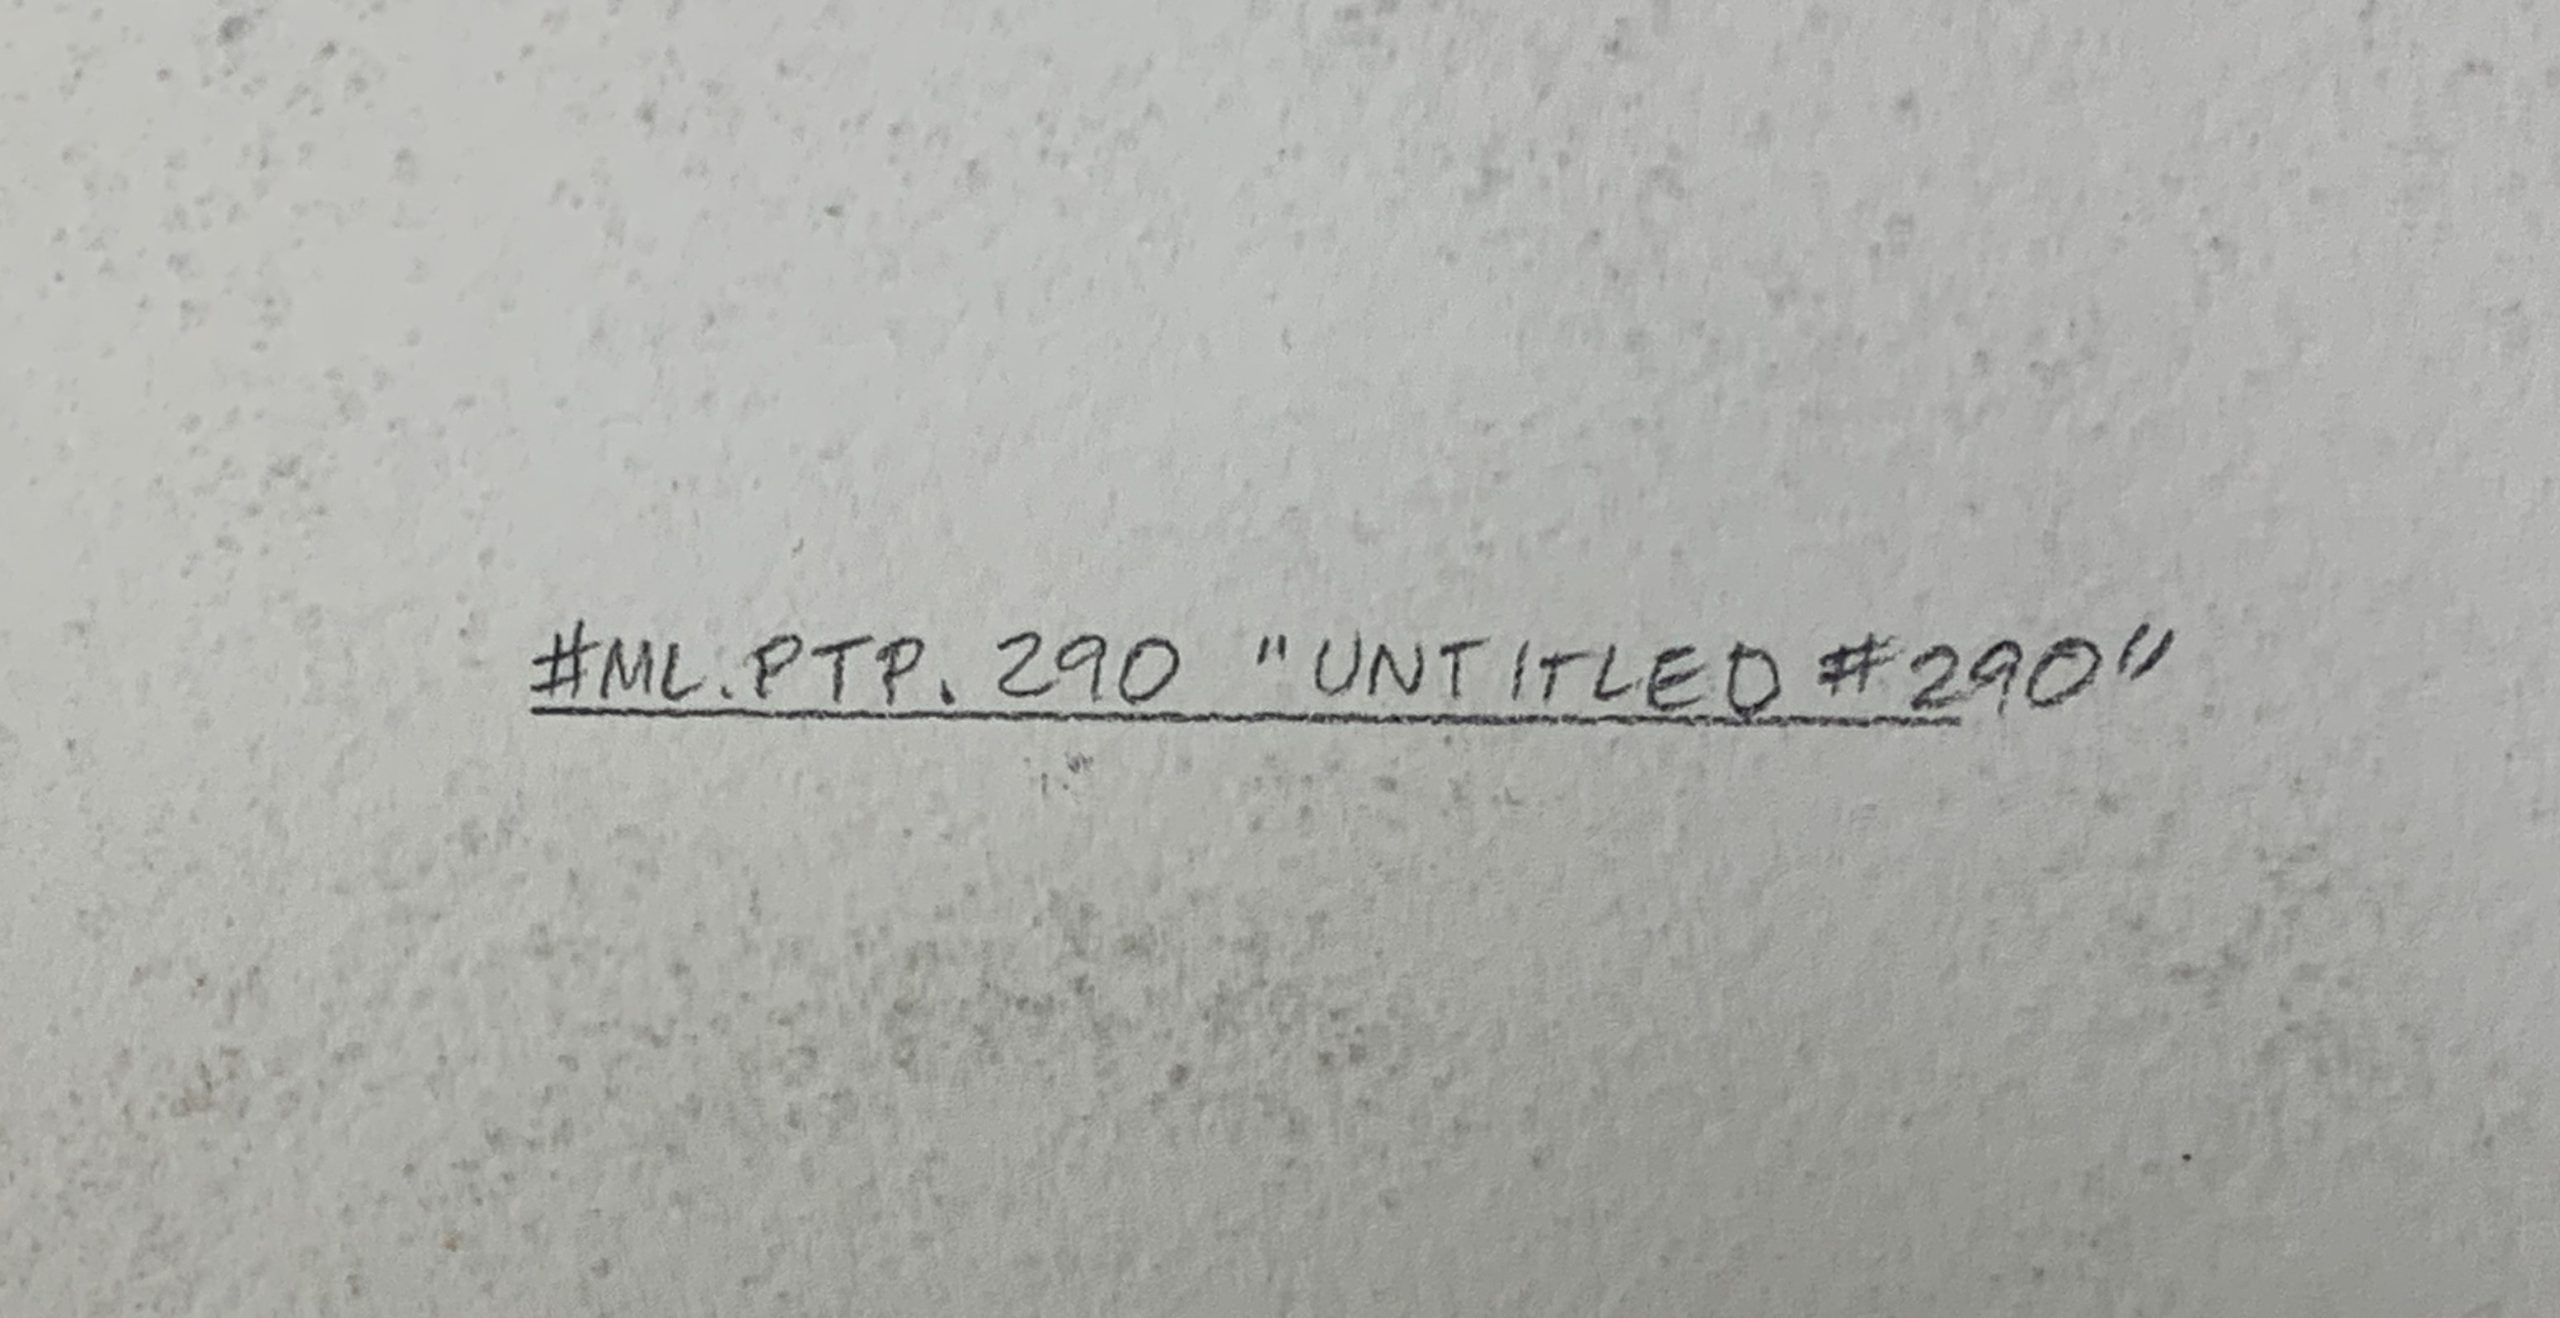 #ML.PTP. 290 "UNTITLED #290"